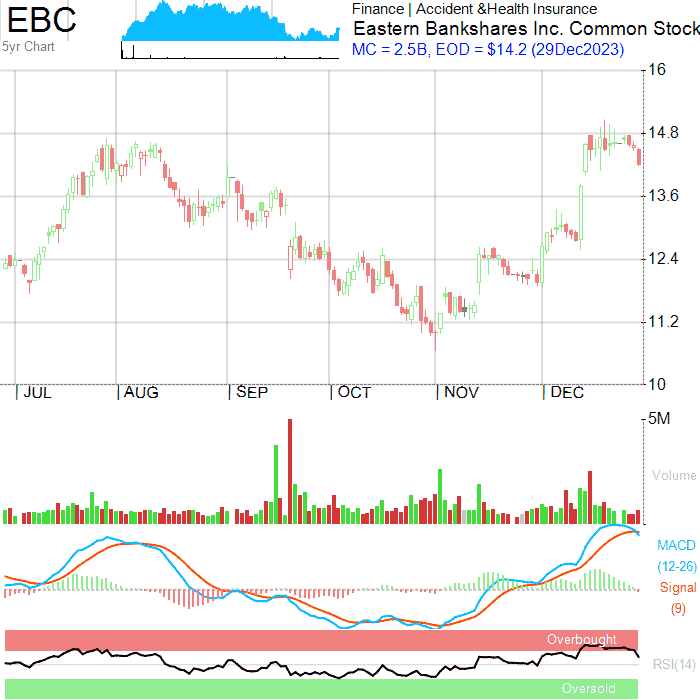 EBC
5yr Chart
Finance | Accident &Health Insurance
Eastern Bankshares Inc. Common Stock
MC = 2.5B, EOD = $14.2 (29Dec2023)
16
14.8
13.6
12.4
11.2
10
JUL AUG SEP OCT NOV DEC
5M
Volume
MACD
(12-26)
Signal
(9)
Overbought
RSI(14)
Oversold